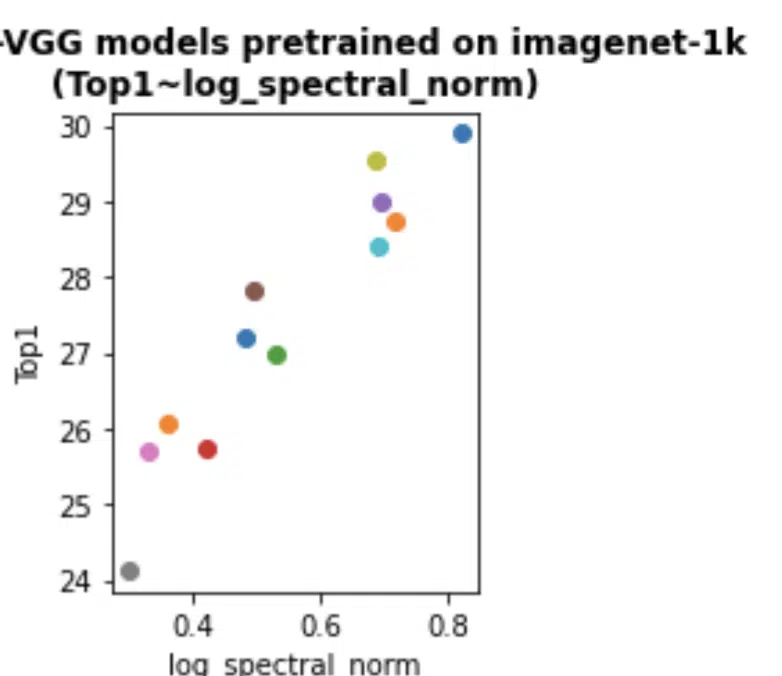 -VGG models pretrained on imagenet-1k
(Top1~log_spectral_norm)
30
29
28
27
26
25
24
Top1
0.4 0.6 0.8
log_spectral_norm